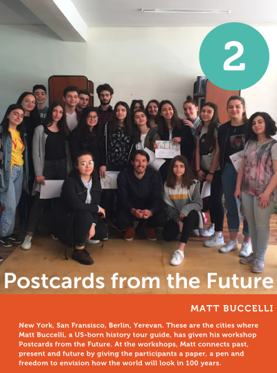 2
Postcards from the Future
MATT BUCCELLI
New York, San Fransisco, Berlin, Yerevan. These are the cities where
Matt Buccelli, a US-born history tour guide, has given his workshop
Postcards from the Future. At the workshops, Matt connects past,
present and future by giving the participants a paper, a pen and
freedom to envision how the world will look in 100 years.